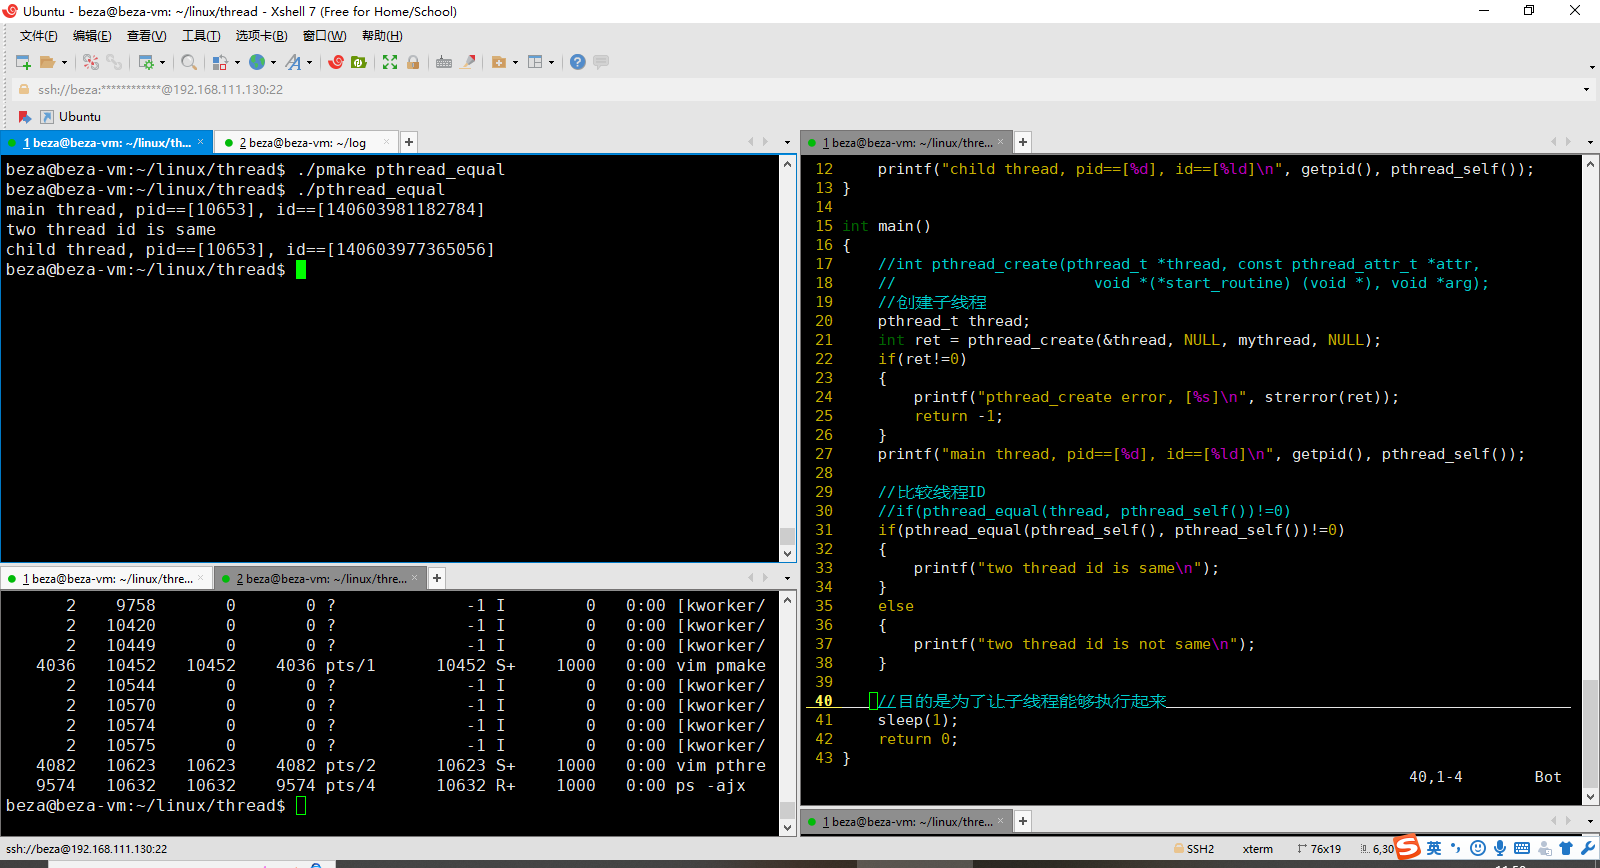 Ubuntu - beza@beza-vm: ~/linux/thread - Xshell 7 (Free for Home/School)
文件(F) 编辑(E) 查看(V) 工具(T) 选项卡(B) 窗口(W) 帮助(H)
ssh://beza:************@192.168.111.130:22
Ubuntu
1 beza@beza-vm: ~/linux/th... 2 beza@beza-vm: ~/log
beza@beza-vm:~/linux/thread$ ./pmake pthread_equal
beza@beza-vm:~/linux/thread$ ./pthread_equal
main thread, pid==[10653], id==[140603981182784]
two thread id is same
child thread, pid==[10653], id==[140603977365056]
beza@beza-vm:~/linux/thread$
1 beza@beza-vm: ~/linux/thre... 2 beza@beza-vm: ~/linux/thre...
2 9758 0 0 ? -1 I 0 0:00 [kworker/
2 10420 0 0 ? -1 I 0 0:00 [kworker/
2 10449 0 0 ? -1 I 0 0:00 [kworker/
4036 10452 10452 4036 pts/1 10452 S+ 1000 0:00 vim pmake
2 10544 0 0 ? -1 I 0 0:00 [kworker/
2 10570 0 0 ? -1 I 0 0:00 [kworker/
2 10574 0 0 ? -1 I 0 0:00 [kworker/
2 10575 0 0 ? -1 I 0 0:00 [kworker/
4082 10623 10623 4082 pts/2 10623 S+ 1000 0:00 vim pthre
9574 10632 10632 9574 pts/4 10632 R+ 1000 0:00 ps -ajx
beza@beza-vm:~/linux/thread$
1 beza@beza-vm: ~/linux/thre...
12 printf("child thread, pid==[%d], id==[%ld]\n", getpid(), pthread_self());
13 }
14
15 int main()
16 {
17 //int pthread_create(pthread_t *thread, const pthread_attr_t *attr,
18 // void *(*start_routine) (void *), void *arg);
19 //创建子线程
20 pthread_t thread;
21 int ret = pthread_create(&thread, NULL, mythread, NULL);
22 if(ret!=0)
23 {
24 printf("pthread_create error, [%s]\n", strerror(ret));
25 return -1;
26 }
27 printf("main thread, pid==[%d], id==[%ld]\n", getpid(), pthread_self());
28
29 //比较线程ID
30 //if(pthread_equal(thread, pthread_self())!=0)
31 if(pthread_equal(pthread_self(), pthread_self())!=0)
32 {
33 printf("two thread id is same\n");
34 }
35 else
36 {
37 printf("two thread id is not same\n");
38 }
39
40 //目的是为了让子线程能够执行起来
41 sleep(1);
42 return 0;
43 }
40,1-4 Bot
1 beza@beza-vm: ~/linux/thre...
ssh://beza@192.168.111.130:22 SSH2 xterm 76x19 6,30 英